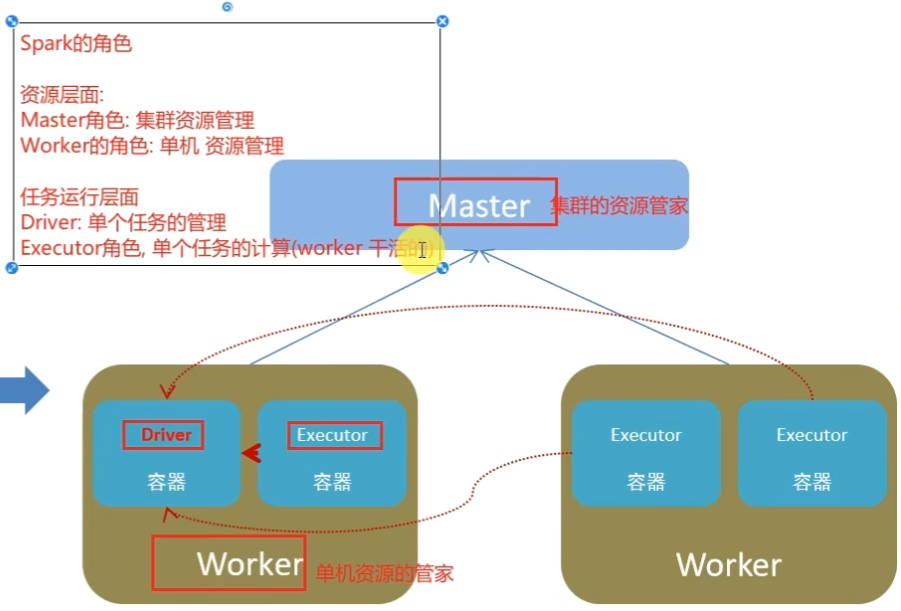 Spark的角色
资源层面:
Master角色: 集群资源管理
Worker的角色: 单机 资源管理
任务运行层面
Driver: 单个任务的管理
Executor角色, 单个任务的计算(worker 干活的)
Master
集群的资源管家
Driver
容器
Executor
容器
Worker
单机资源的管家
Executor
容器
Executor
容器
Worker